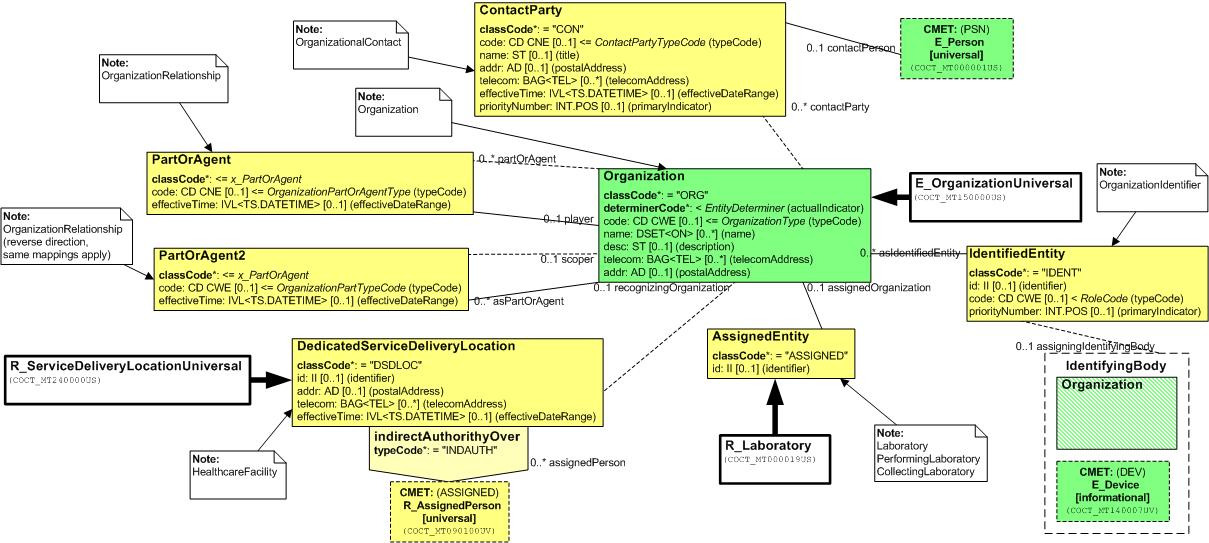 ContactParty
classCode*: = "CON"
code: CD CNE [0..1] <= ContactPartyTypeCode (typeCode)
name: ST [0..1] (title)
addr: AD [0..1] (postalAddress)
telecom: BAG<TEL> [0..*] (telecomAddress)
effectiveTime: IVL<TS.DATETIME> [0..1] (effectiveDateRange)
priorityNumber: INT.POS [0..1] (primaryIndicator)
Note:
OrganizationalContact
0..1 contactPerson
CMET: (PSN)
E_Person
[universal]
(COCT_MT000001US)
Note:
OrganizationRelationship
Note:
Organization
0..* contactParty
PartOrAgent
classCode*: <= x_PartOrAgent
code: CD CNE [0..1] <= OrganizationPartOrAgentType (typeCode)
effectiveTime: IVL<TS.DATETIME> [0..1] (effectiveDateRange)
0..* partOrAgent
0..1 player
Organization
classCode*: = "ORG"
determinerCode*: < EntityDeterminer (actualIndicator)
code: CD CWE [0..1] <= OrganizationType (typeCode)
name: DSET<ON> [0..*] (name)
desc: ST [0..1] (description)
telecom: BAG<TEL> [0..*] (telecomAddress)
addr: AD [0..1] (postalAddress)
E_OrganizationUniversal
(COCT_MT150000US)
Note:
OrganizationIdentifier
Note:
OrganizationRelationship
(reverse direction,
same mappings apply)
PartOrAgent2
classCode*: <= x_PartOrAgent
code: CD CWE [0..1] <= OrganizationPartTypeCode (typeCode)
effectiveTime: IVL<TS.DATETIME> [0..1] (effectiveDateRange)
0..1 scoper
0..* asPartOrAgent
0..* asIdentifiedEntity
IdentifiedEntity
classCode*: = "IDENT"
id: II [0..1] (identifier)
code: CD CWE [0..1] < RoleCode (typeCode)
priorityNumber: INT.POS [0..1] (primaryIndicator)
0..1 recognizingOrganization
0..1 assignedOrganization
R_ServiceDeliveryLocationUniversal
(COCT_MT240000US)
DedicatedServiceDeliveryLocation
classCode*: = "DSDLOC"
id: II [0..1] (identifier)
addr: AD [0..1] (postalAddress)
telecom: BAG<TEL> [0..*] (telecomAddress)
effectiveTime: IVL<TS.DATETIME> [0..1] (effectiveDateRange)
AssignedEntity
classCode*: = "ASSIGNED"
id: II [0..1] (identifier)
0..1 assigningIdentifyingBody
IdentifyingBody
Organization
CMET: (DEV)
E_Device
[informational]
(COCT_MT140007UV)
indirectAuthorithyOver
typeCode*: = "INDAUTH"
0..* assignedPerson
Note:
HealthcareFacility
CMET: (ASSIGNED)
R_AssignedPerson
[universal]
(COCT_MT090100UV)
R_Laboratory
(COCT_MT000019US)
Note:
Laboratory
PerformingLaboratory
CollectingLaboratory